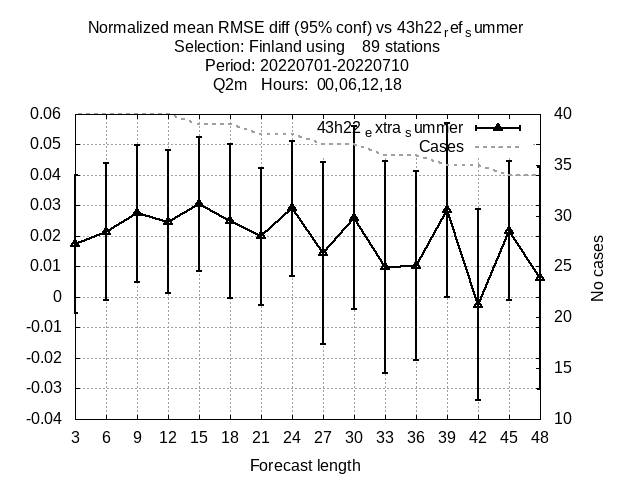 Normalized mean RMSE diff (95% conf) vs 43h22refsummer
Selection: Finland using 89 stations
Period: 20220701-20220710
Q2m Hours: 00,06,12,18
43h22extrasummer
Cases
0.06
0.05
0.04
0.03
0.02
0.01
0
-0.01
-0.02
-0.03
-0.04
40
35
30
25
20
15
10
No cases
3 6 9 12 15 18 21 24 27 30 33 36 39 42 45 48
Forecast length